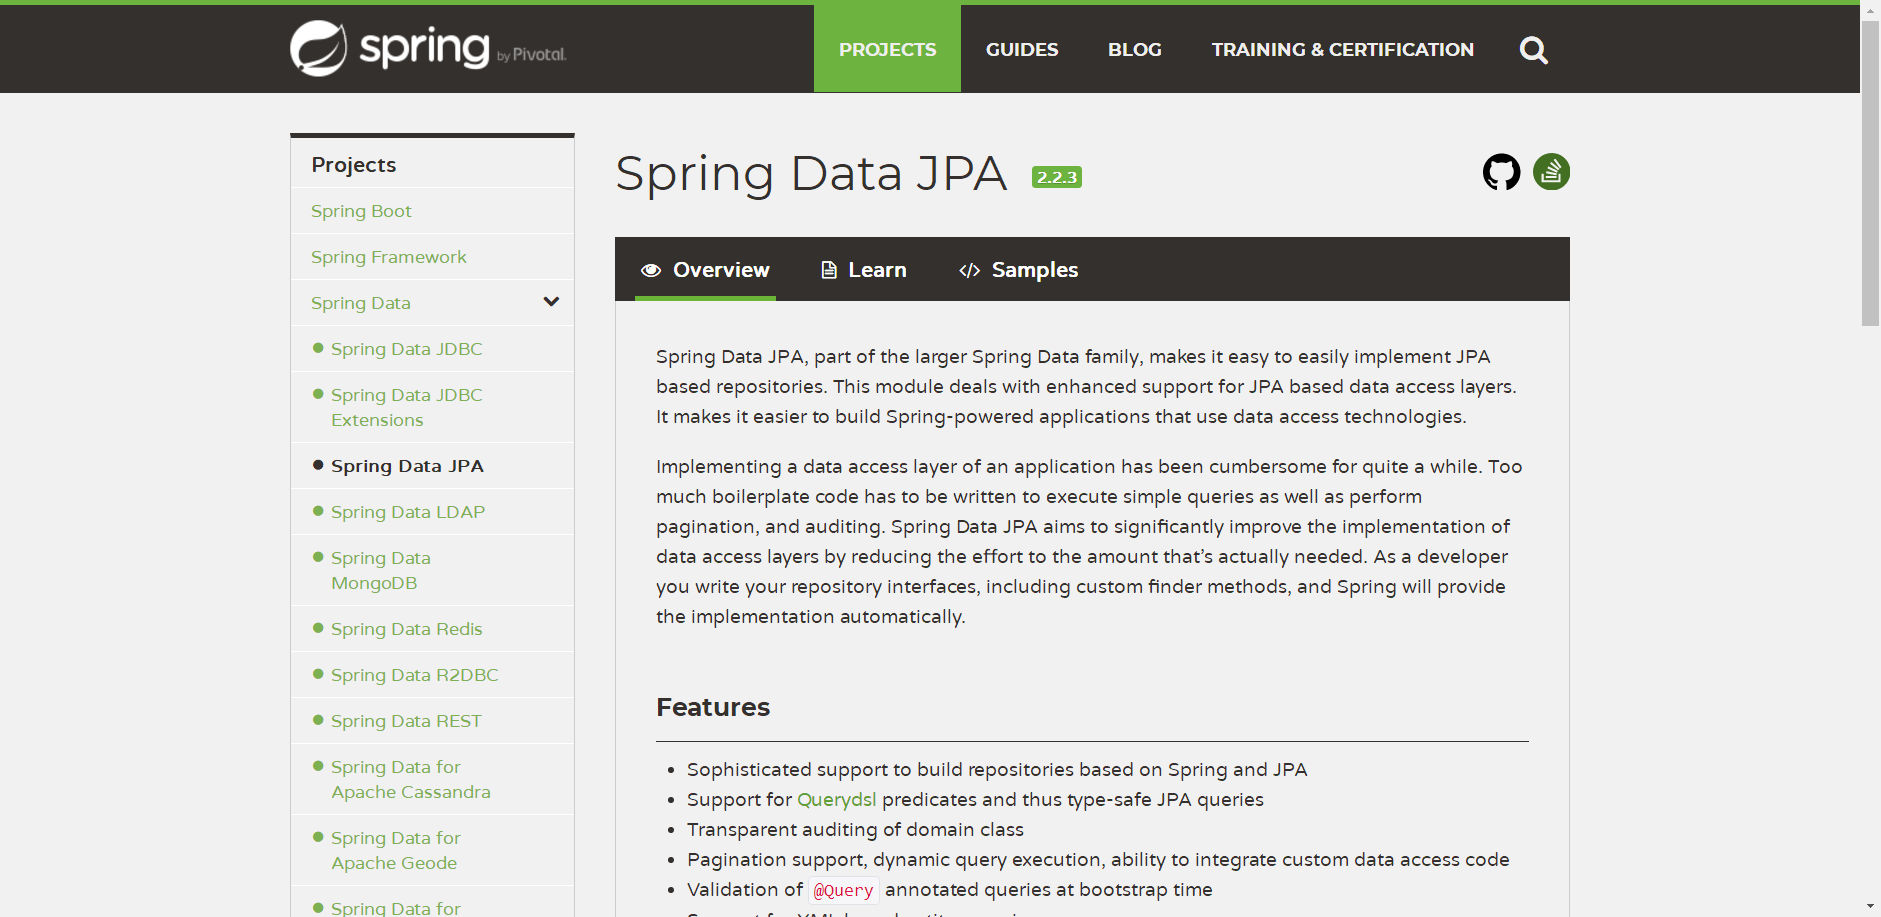 spring by Pivotal.
PROJECTS
GUIDES
BLOG
TRAINING & CERTIFICATION
Projects
Spring Boot
Spring Framework
Spring Data
Spring Data JDBC
Spring Data JDBC
Extensions
Spring Data JPA
Spring Data LDAP
Spring Data
MongoDB
Spring Data Redis
Spring Data R2DBC
Spring Data REST
Spring Data for
Apache Cassandra
Spring Data for
Apache Geode
Spring Data for
Spring Data JPA 2.2.3
Overview
Learn
Samples
Spring Data JPA, part of the larger Spring Data family, makes it easy to easily implement JPA
based repositories. This module deals with enhanced support for JPA based data access layers.
It makes it easier to build Spring-powered applications that use data access technologies.
Implementing a data access layer of an application has been cumbersome for quite a while. Too
much boilerplate code has to be written to execute simple queries as well as perform
pagination, and auditing. Spring Data JPA aims to significantly improve the implementation of
data access layers by reducing the effort to the amount that’s actually needed. As a developer
you write your repository interfaces, including custom finder methods, and Spring will provide
the implementation automatically.
Features
• Sophisticated support to build repositories based on Spring and JPA
• Support for Querydsl predicates and thus type-safe JPA queries
• Transparent auditing of domain class
• Pagination support, dynamic query execution, ability to integrate custom data access code
• Validation of @Query annotated queries at bootstrap time